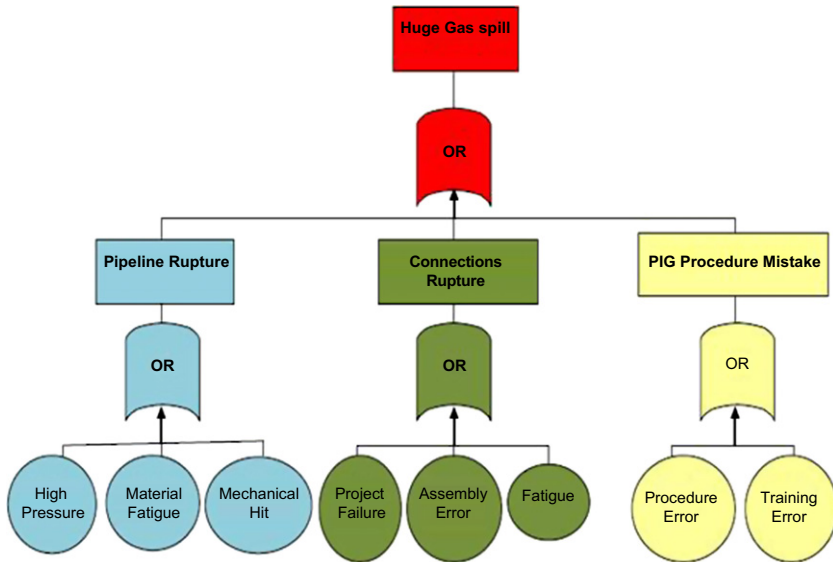 Huge Gas spill
OR
Pipeline Rupture
Connections
Rupture
PIG Procedure Mistake
OR
OR
OR
High
Pressure
Material
Fatigue
Mechanical
Hit
Project
Failure
Assembly
Error
Fatigue
Procedure
Error
Training
Error